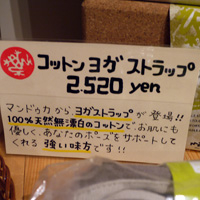 コットンヨガストラップ
2,520 yen
マンドゥカから、ヨガストラップが登場!!
100%天然無漂白のコットンで、お肌にも
優しく、あなたのポーズをサポートして
くれる 強い味方です!!